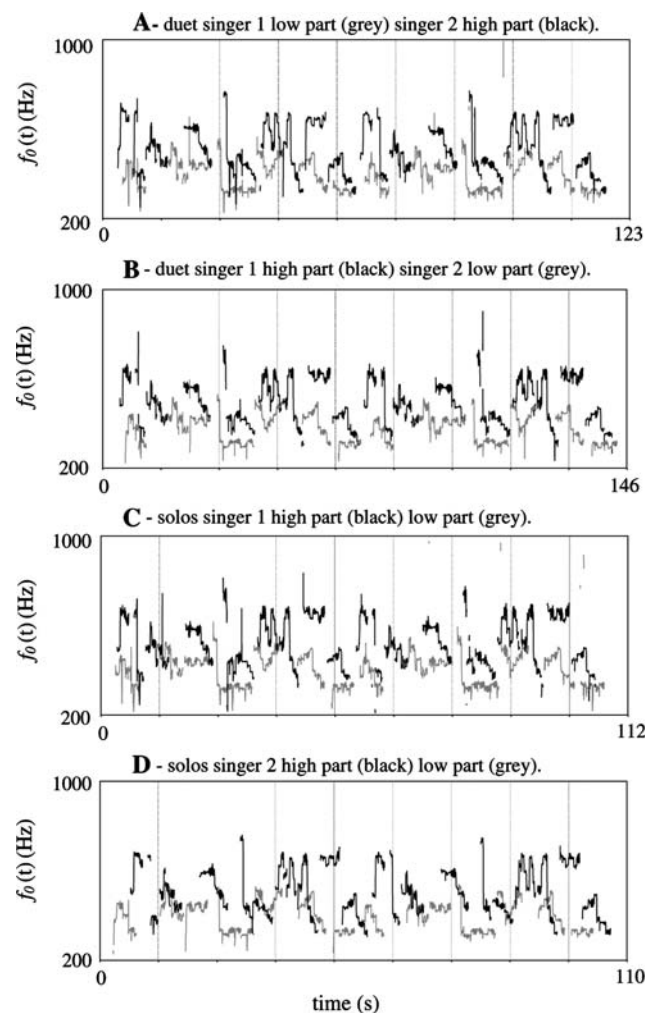 A - duet singer 1 low part (grey) singer 2 high part (black).
1000
f0(t) (Hz)
200
0
123
B - duet singer 1 high part (black) singer 2 low part (grey).
1000
f0(t) (Hz)
200
0
146
C - solos singer 1 high part (black) low part (grey).
1000
f0(t) (Hz)
200
0
112
D - solos singer 2 high part (black) low part (grey).
1000
f0(t) (Hz)
200
0
110
time (s)